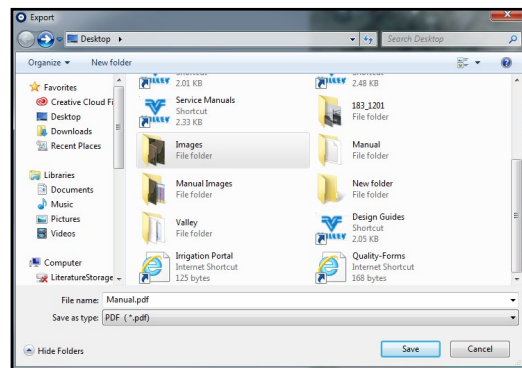 Export
Desktop
Search Desktop
Organize
New folder
Favorites
Creative Cloud Fi
Desktop
Downloads
Recent Places
Libraries
Documents
Music
Pictures
Videos
Computer
LiteratureStorage
Shortcut
2.01 KB
Shortcut
2.48 KB
Service Manuals
Shortcut
2.33 KB
183_1201
File folder
Images
File folder
Manual
File folder
Manual Images
File folder
New folder
File folder
Valley
File folder
Design Guides
Shortcut
2.05 KB
Irrigation Portal
Internet Shortcut
125 bytes
Quality-Forms
Internet Shortcut
168 bytes
File name: Manual.pdf
Save as type: PDF (*.pdf)
Hide Folders
Save
Cancel